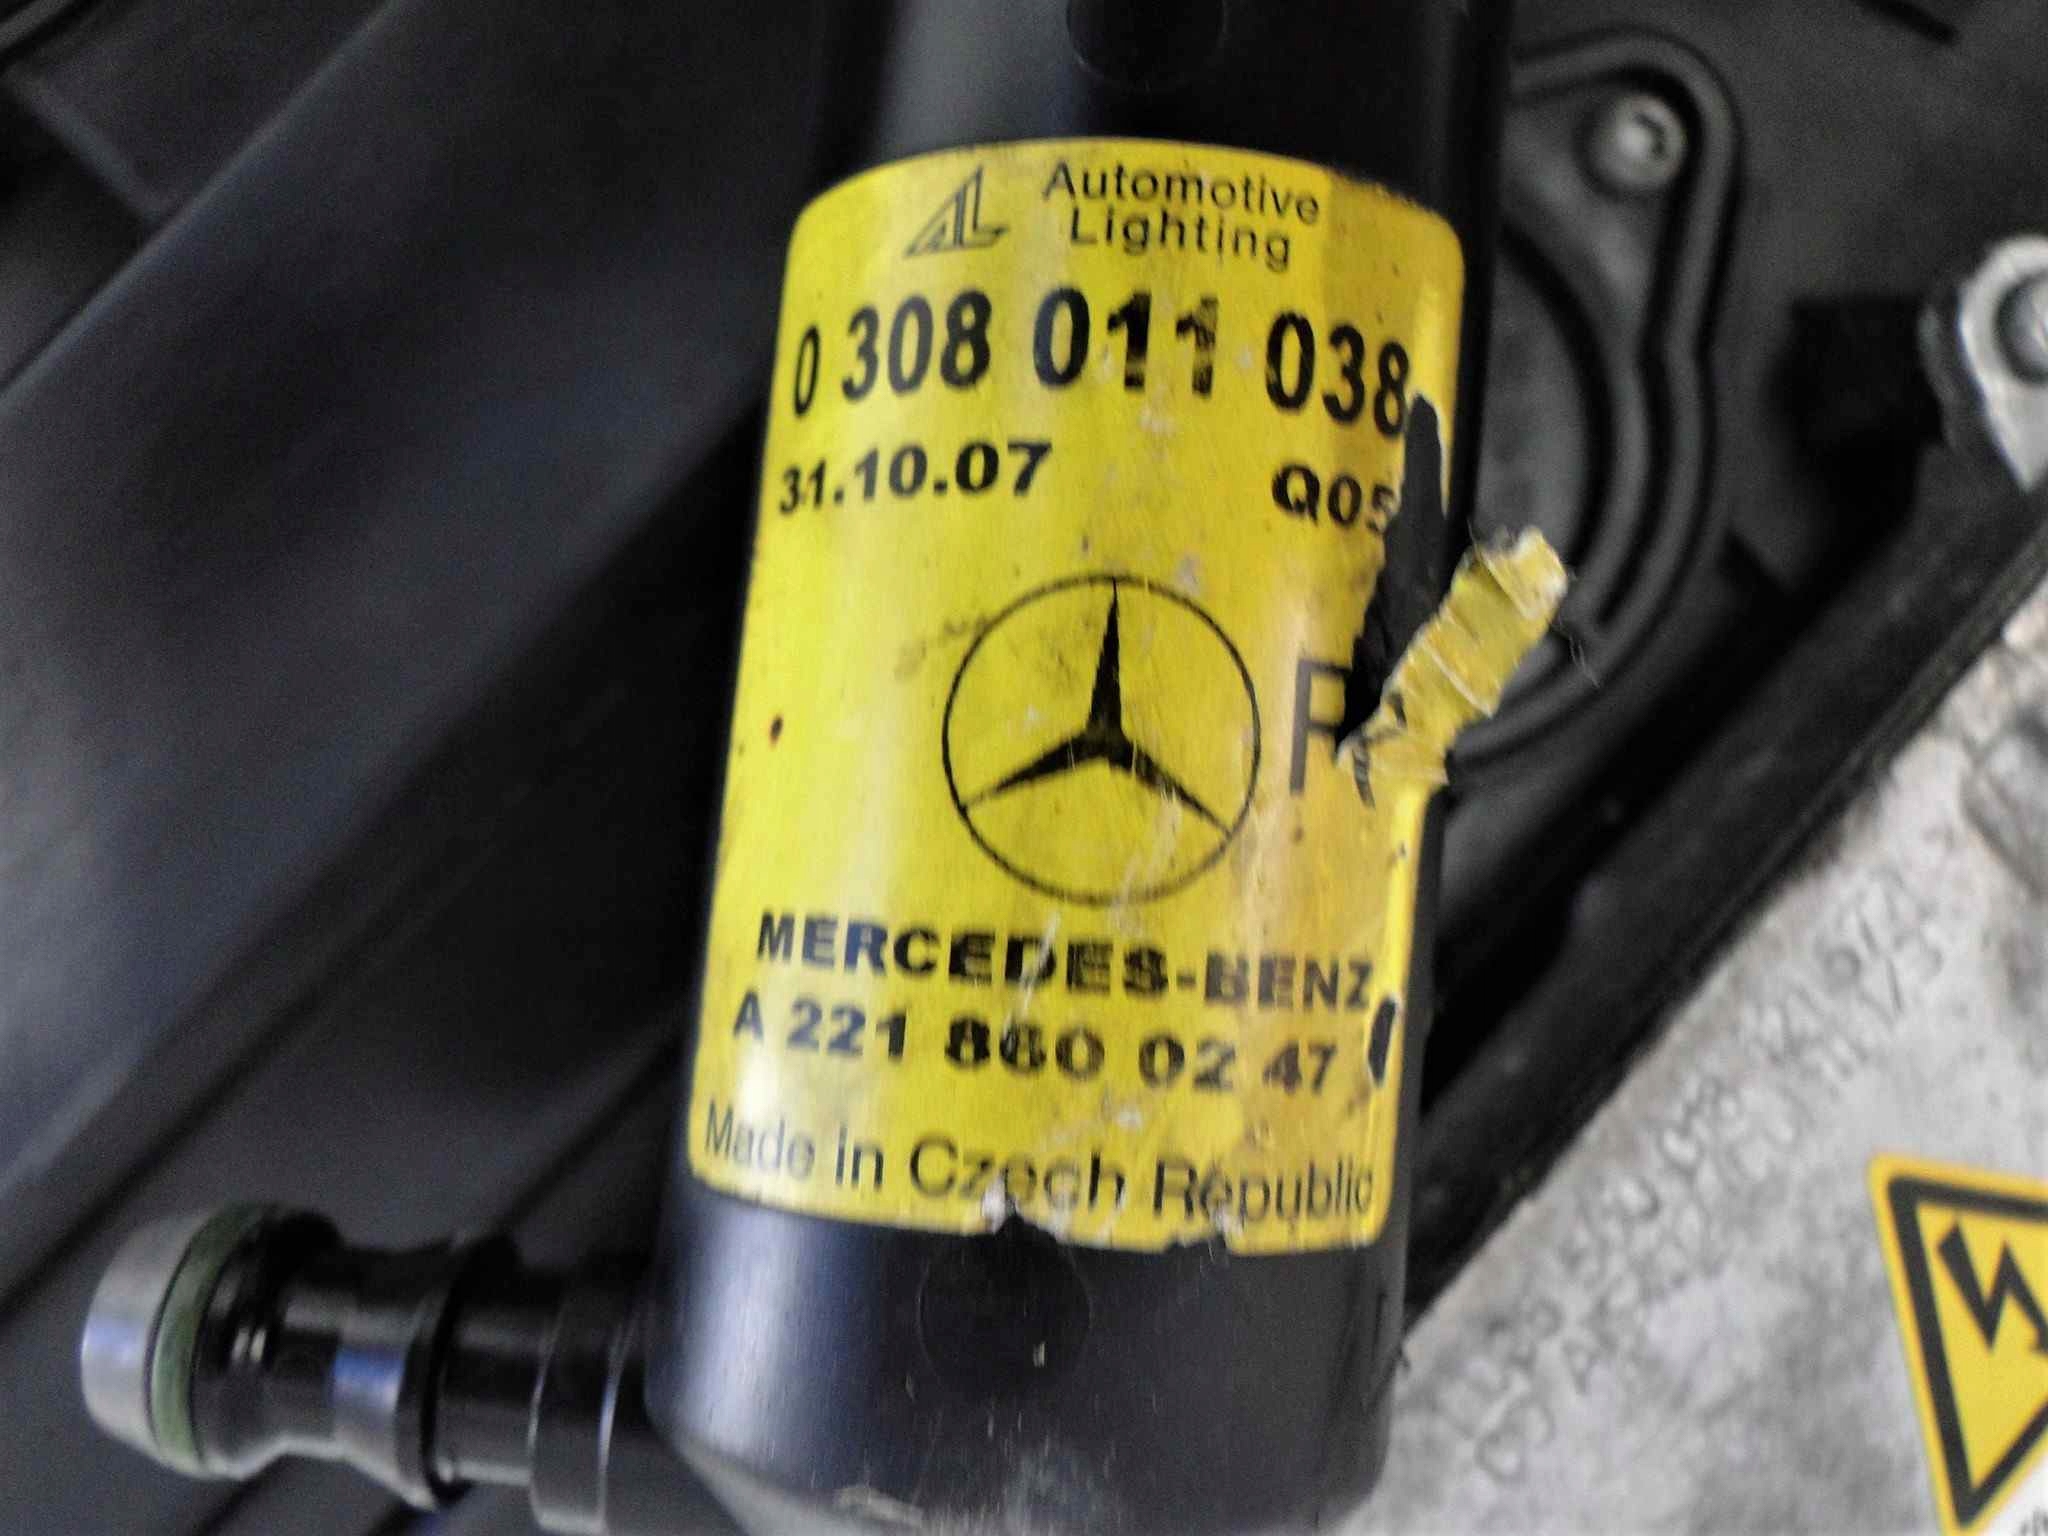 Automotive
Lighting
0 308 011 038
31.10.07 Q05
R
MERCEDES-BENZ
A 221 860 02 47
Made in Czech Republic